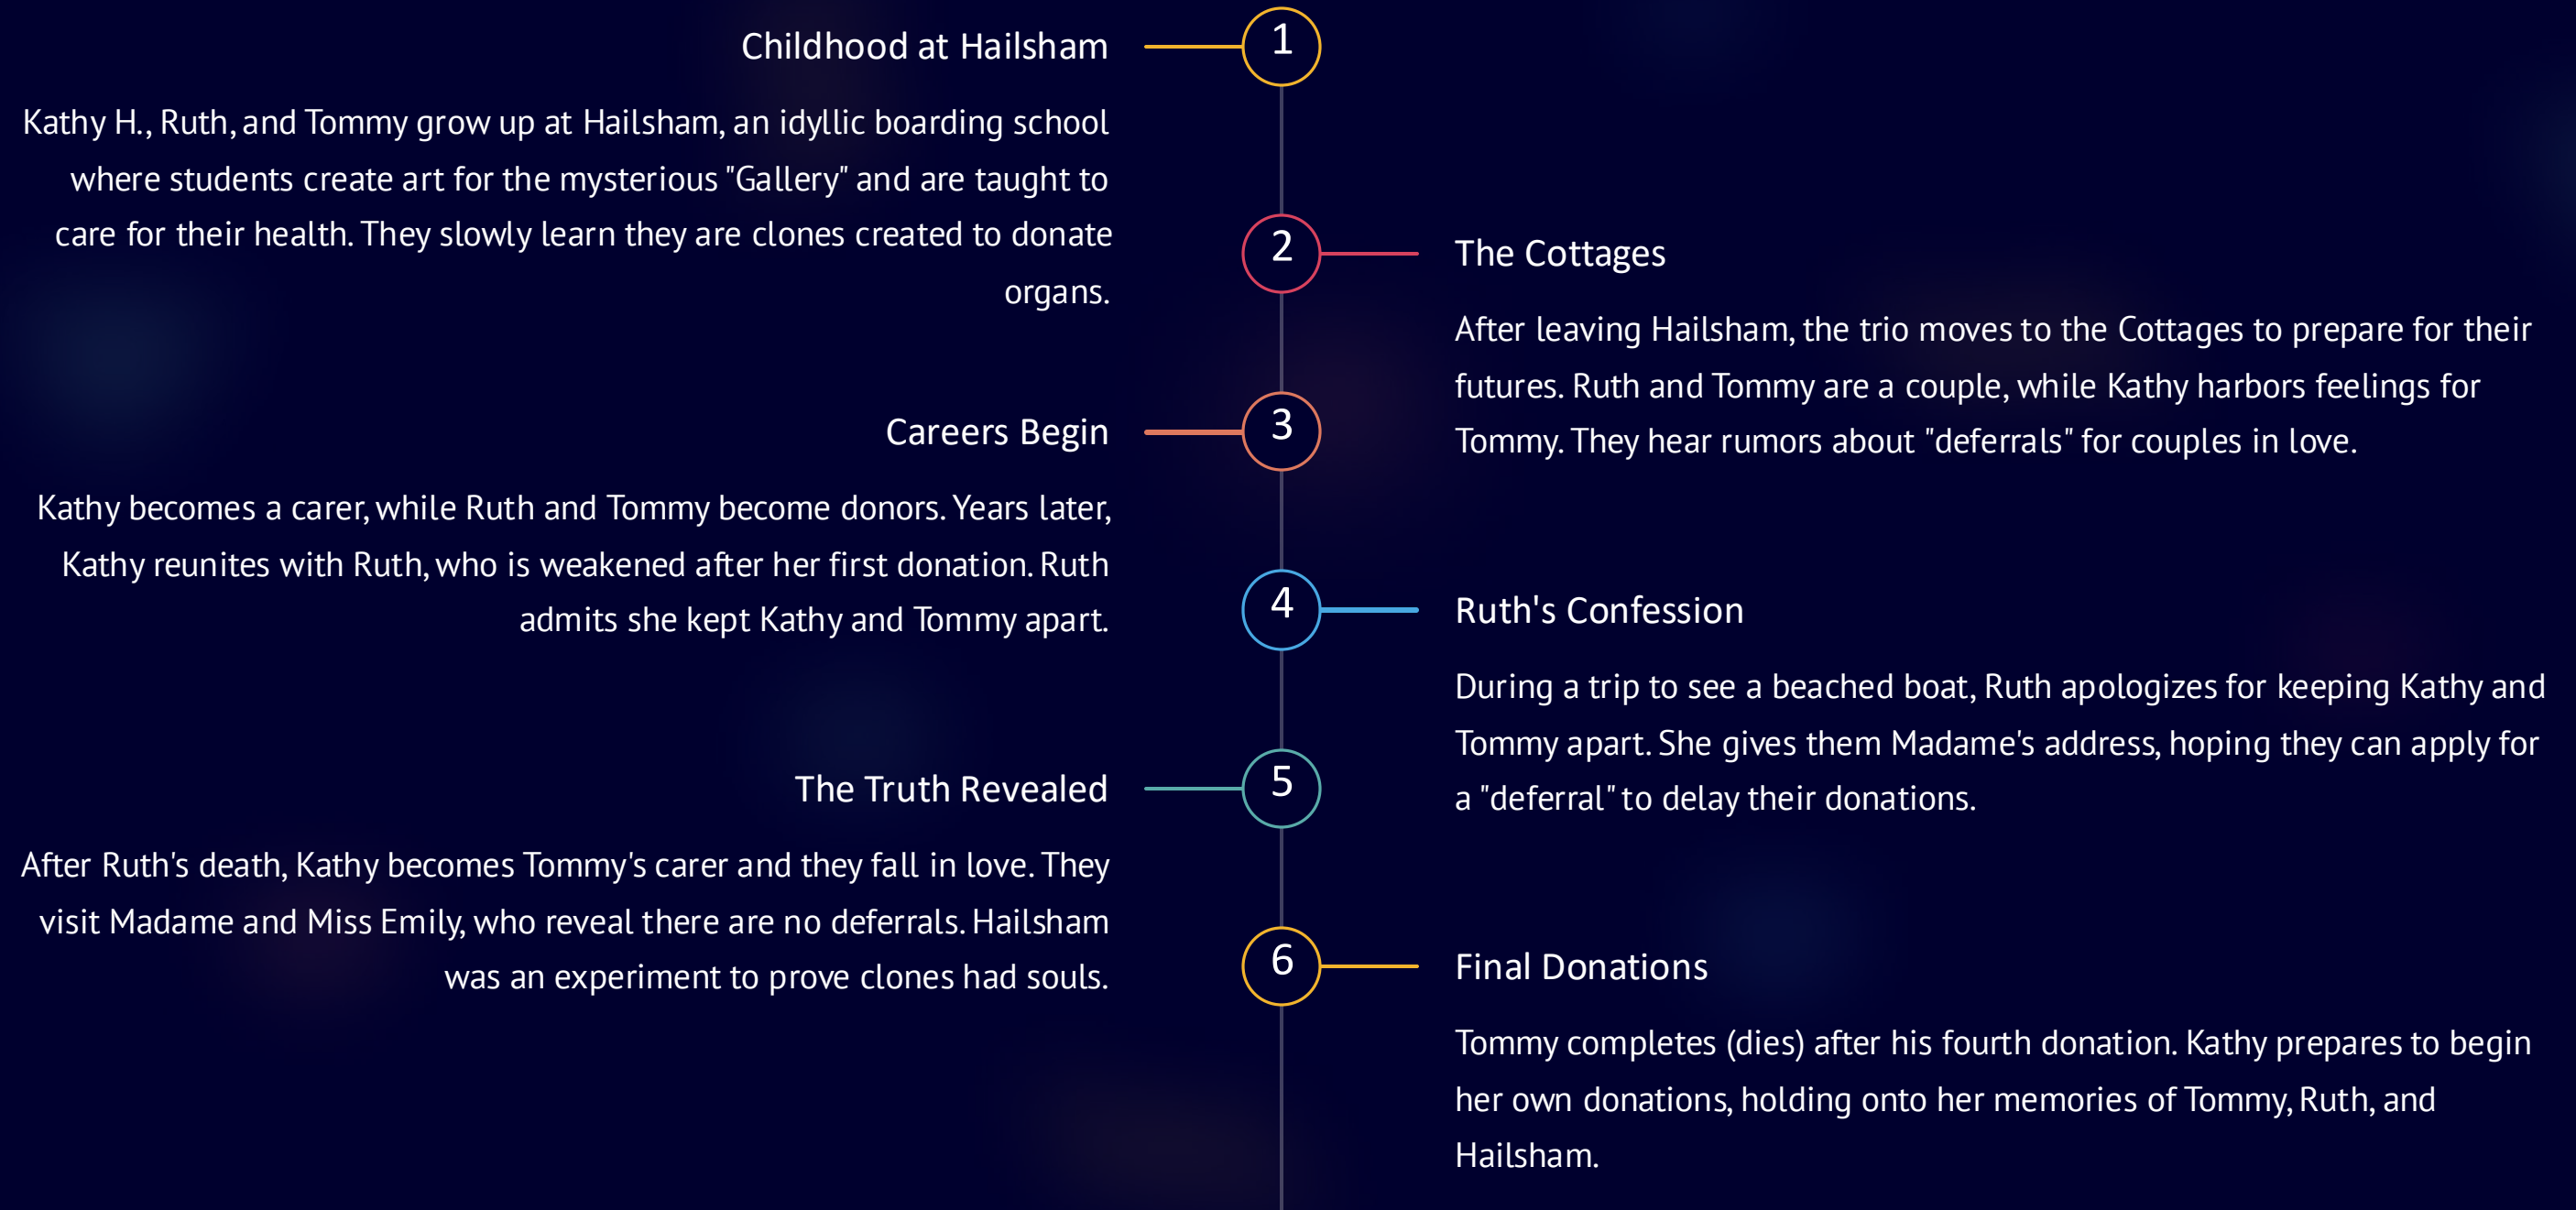 1
Childhood at Hailsham
Kathy H., Ruth, and Tommy grow up at Hailsham, an idyllic boarding school
where students create art for the mysterious "Gallery" and are taught to
care for their health. They slowly learn they are clones created to donate
organs.
2
The Cottages
After leaving Hailsham, the trio moves to the Cottages to prepare for their
futures. Ruth and Tommy are a couple, while Kathy harbors feelings for
Tommy. They hear rumors about "deferrals" for couples in love.
3
Careers Begin
Kathy becomes a carer, while Ruth and Tommy become donors. Years later,
Kathy reunites with Ruth, who is weakened after her first donation. Ruth
admits she kept Kathy and Tommy apart.
4
Ruth's Confession
During a trip to see a beached boat, Ruth apologizes for keeping Kathy and
Tommy apart. She gives them Madame's address, hoping they can apply for
a "deferral" to delay their donations.
5
The Truth Revealed
After Ruth's death, Kathy becomes Tommy's carer and they fall in love. They
visit Madame and Miss Emily, who reveal there are no deferrals. Hailsham
was an experiment to prove clones had souls.
6
Final Donations
Tommy completes (dies) after his fourth donation. Kathy prepares to begin
her own donations, holding onto her memories of Tommy, Ruth, and
Hailsham.